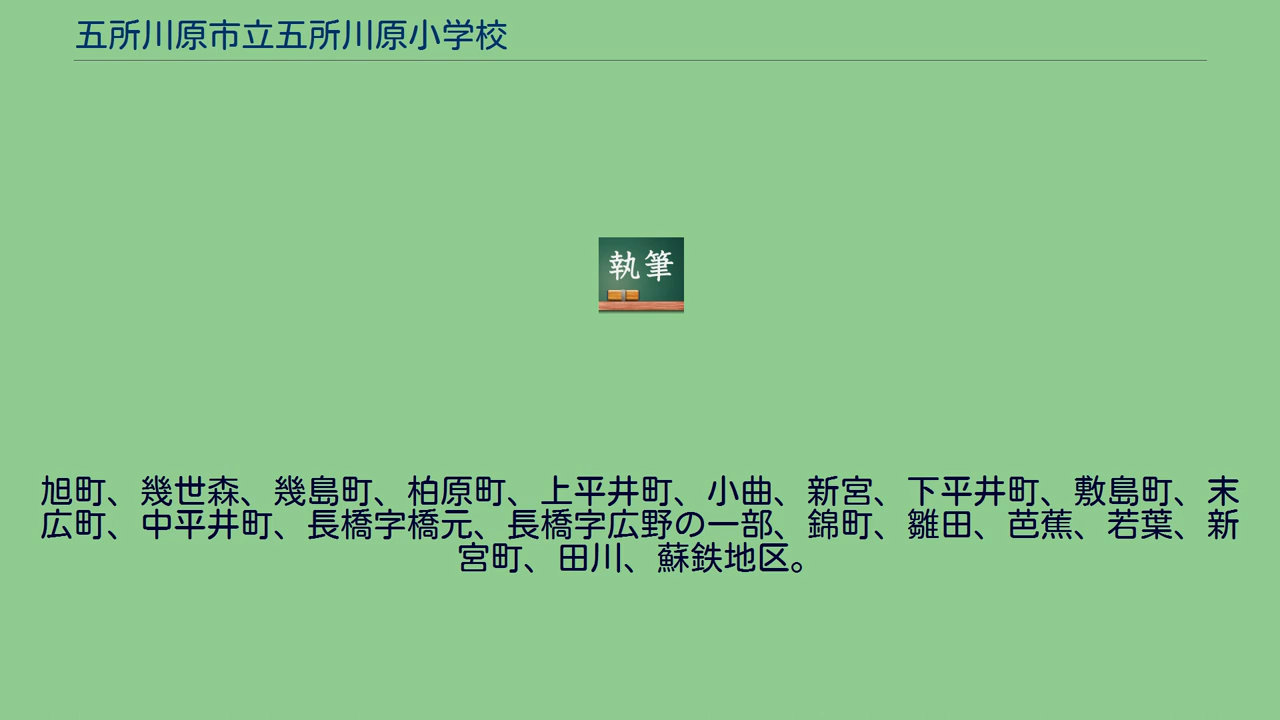 五所川原市立五所川原小学校
執筆
旭町、幾世森、幾島町、柏原町、上平井町、小曲、新宮、下平井町、敷島町、末
広町、中平井町、長橋字橋元、長橋字広野の一部、錦町、雛田、芭蕉、若葉、新
宮町、田川、蘇鉄地区。